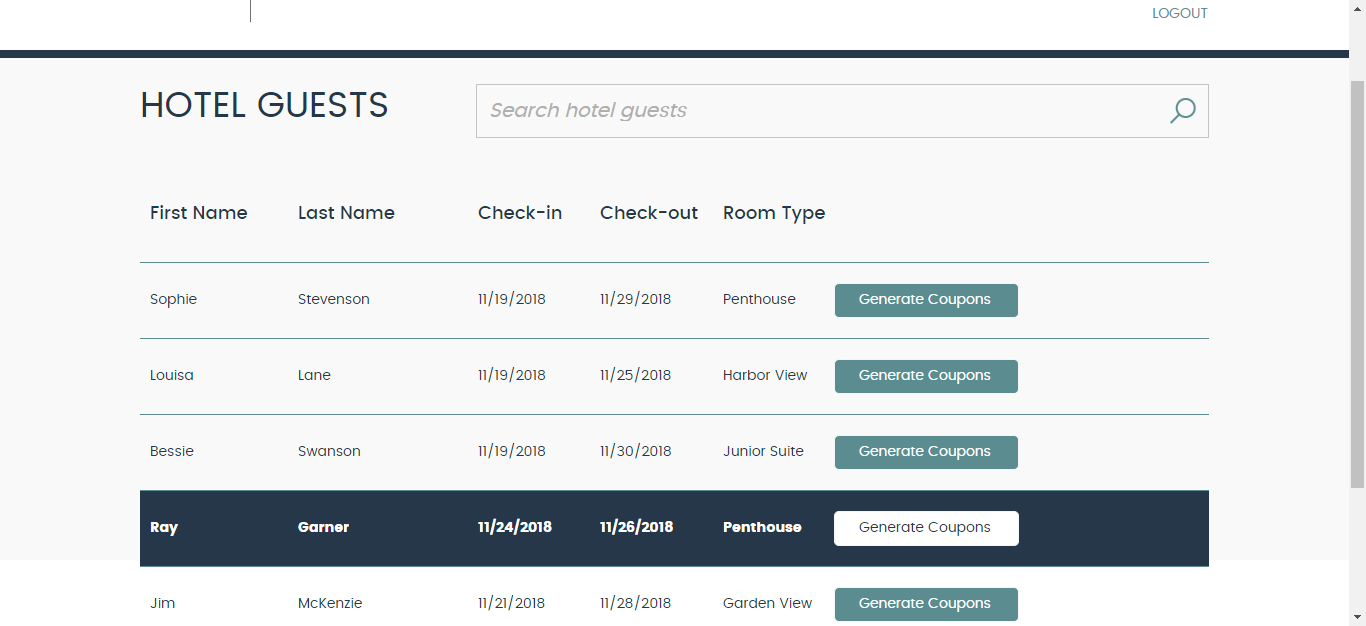 LOGOUT
HOTEL GUESTS
Search hotel guests
First Name Last Name Check-in Check-out Room Type
Sophie Stevenson 11/19/2018 11/29/2018 Penthouse Generate Coupons
Louisa Lane 11/19/2018 11/25/2018 Harbor View Generate Coupons
Bessie Swanson 11/19/2018 11/30/2018 Junior Suite Generate Coupons
Ray Garner 11/24/2018 11/26/2018 Penthouse Generate Coupons
Jim McKenzie 11/21/2018 11/28/2018 Garden View Generate Coupons